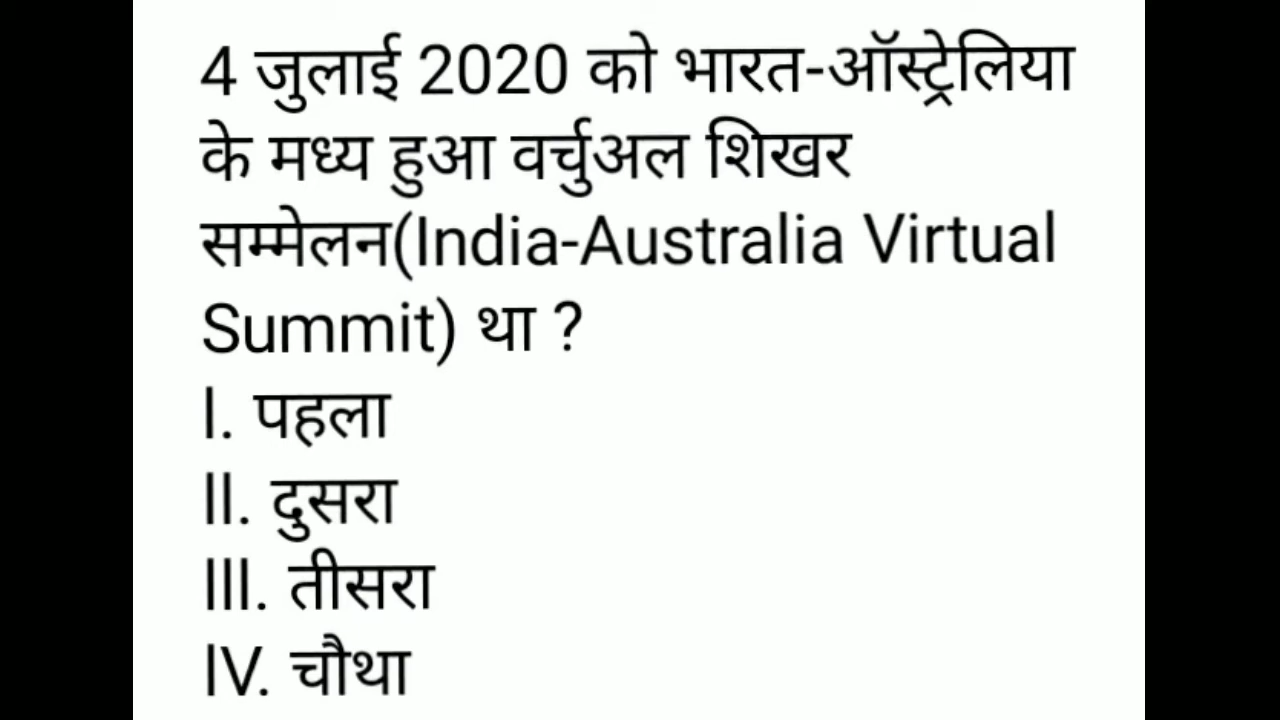 4 जुलाई 2020 को भारत-ऑस्ट्रेलिया
के मध्य हुआ वर्चुअल शिखर
सम्मेलन(India-Australia Virtual
Summit) था ?
I. पहला
II. दुसरा
III. तीसरा
IV. चौथा